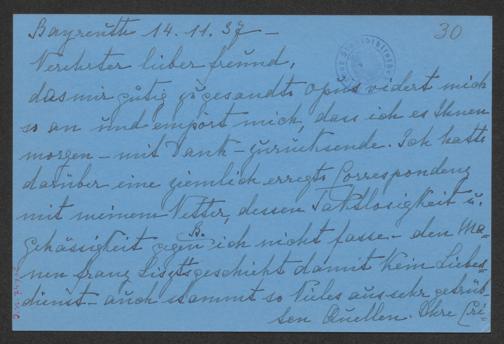 Bayreuth 14.11.37 –
30
Verehrter lieber Freund,
das mir gütig zugesandte Opus widert mich
so an und empört mich, dass ich es Ihnen
morgen – mit Dank – zurücksende. Ich hatte
darüber eine ziemlich erregte Correspondenz
mit meinem Vetter, dessen Taktlosigkeit u.
Gehässigkeit gegen R. ich nicht fasse – den Ma-
nen Franz Liszts geschieht damit kein Liebes-
dienst – auch stammt so Vieles aus sehr getrüb-
ten Quellen. Ihre